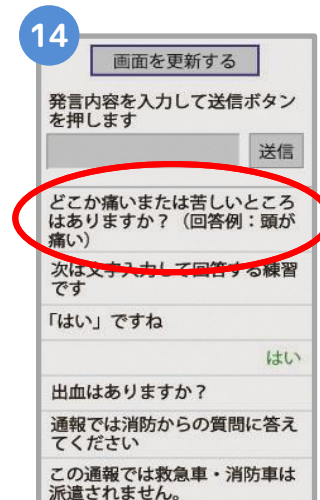 14
画面を更新する
発言内容を入力して送信ボタン
を押します
送信
どこか痛いまたは苦しいところ
はありますか？（回答例：頭が
痛い）
次は文字入力して回答する練習
です
「はい」ですね
はい
出血はありますか？
通報では消防からの質問に答え
てください
この通報では救急車・消防車は
派遣されません。